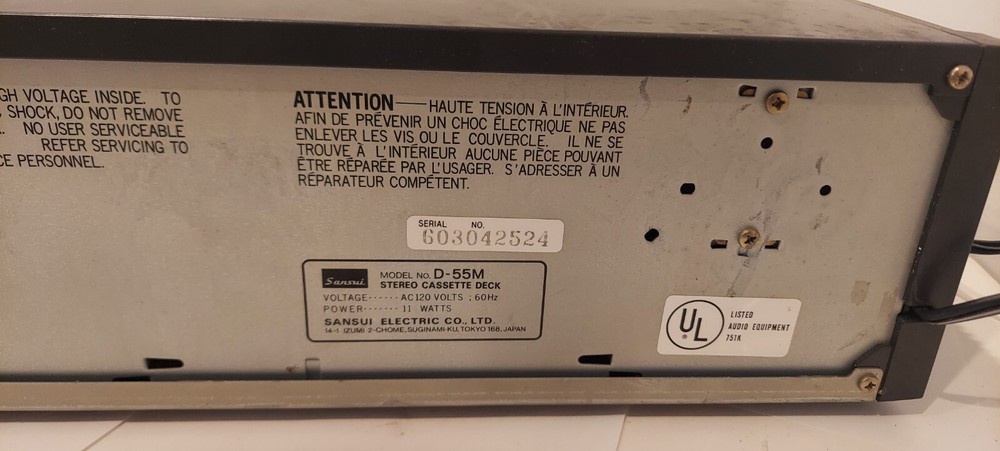 GH VOLTAGE INSIDE. TO
SHOCK, DO NOT REMOVE
NO USER SERVICEABLE
REFER SERVICING TO
CE PERSONNEL.
ATTENTION — HAUTE TENSION À L'INTÉRIEUR.
AFIN DE PRÉVENIR UN CHOC ÉLECTRIQUE NE PAS
ENLEVER LES VIS OU LE COUVERCLE. IL NE SE
TROUVE À L'INTÉRIEUR AUCUNE PIÈCE POUVANT
ÊTRE RÉPARÉE PAR L'USAGER. S'ADRESSER À UN
RÉPARATEUR COMPÉTENT.
SERIAL NO.
603042524
Sansui MODEL No. D-55M
STEREO CASSETTE DECK
VOLTAGE······AC120 VOLTS ; 60Hz
POWER·······11 WATTS
SANSUI ELECTRIC CO., LTD.
14-1 IZUMI 2-CHOME, SUGINAMI-KU, TOKYO 168, JAPAN
UL ®
LISTED
AUDIO EQUIPMENT
751K